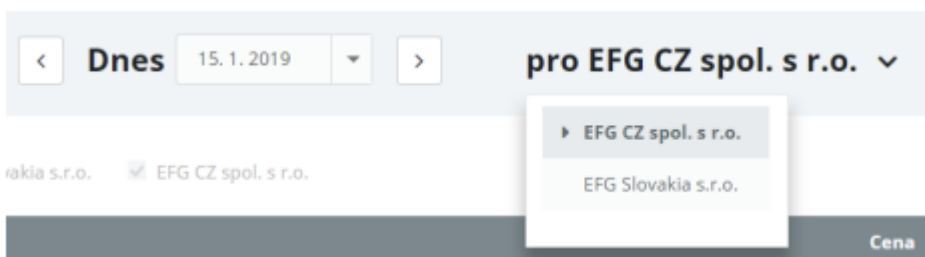 Dnes 15. 1. 2019 pro EFG CZ spol. s r.o.
EFG CZ spol. s r.o.
s.r.o. EFG CZ spol. s r.o.
EFG Slovakia s.r.o.
Cena